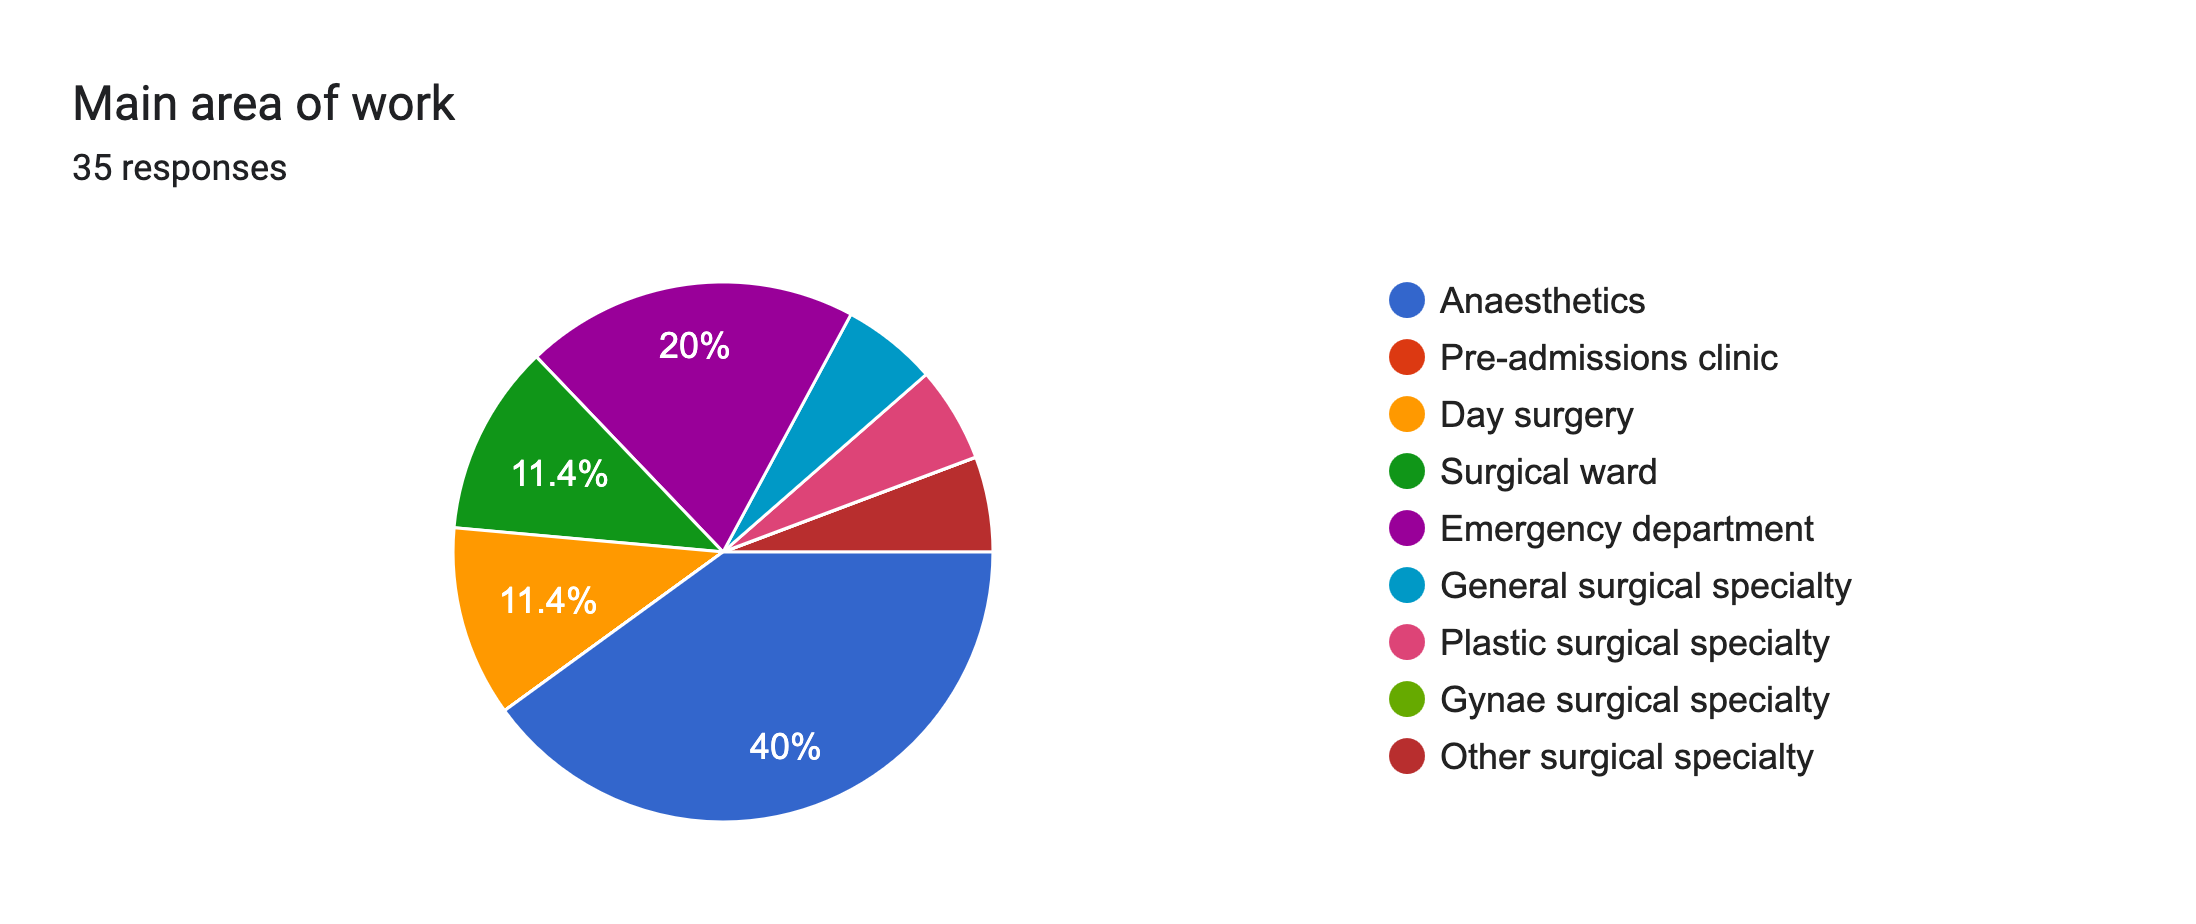 Main area of work
35 responses
20%
11.4%
11.4%
40%
Anaesthetics
Pre-admissions clinic
Day surgery
Surgical ward
Emergency department
General surgical specialty
Plastic surgical specialty
Gynae surgical specialty
Other surgical specialty